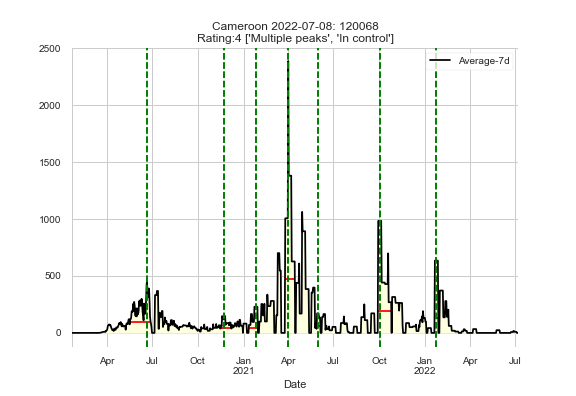 Cameroon 2022-07-08: 120068
Rating:4 ['Multiple peaks', 'In control']
Average-7d
2500
2000
1500
1000
500
0
Apr Jul Oct Jan Apr Jul Oct Jan Apr Jul
2021 2022
Date